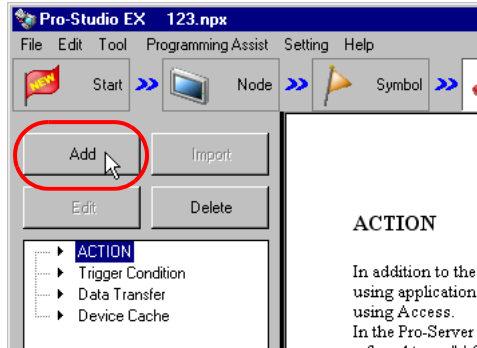 Pro-Studio EX 123.npx
File Edit Tool Programming Assist Setting Help
NEW Start Node Symbol
Add Import
Edit Delete
ACTION
Trigger Condition
Data Transfer
Device Cache
ACTION
In addition to the
using application
using Access.
In the Pro-Server